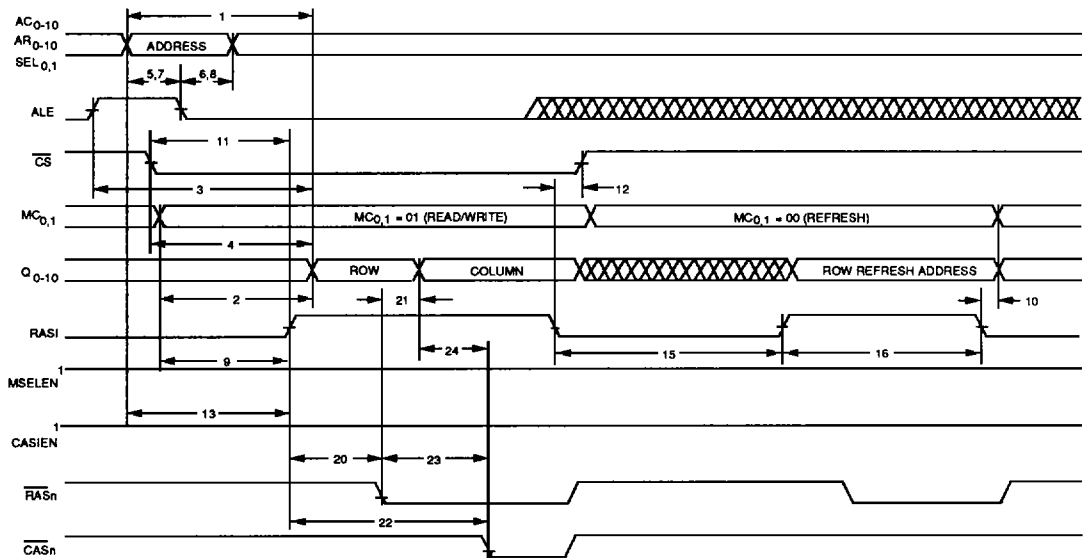 AC0-10
1
AR0-10
ADDRESS
SEL0,1
5,7
6,8
ALE
11
CS
3
12
MC0,1
MC0,1 = 01 (READ/WRITE)
MC0,1 = 00 (REFRESH)
4
Q0-10
ROW
COLUMN
ROW REFRESH ADDRESS
2
21
10
RASI
24
9
15
16
1
MSELEN
13
1
CASIEN
20
23
RASn
22
CASn